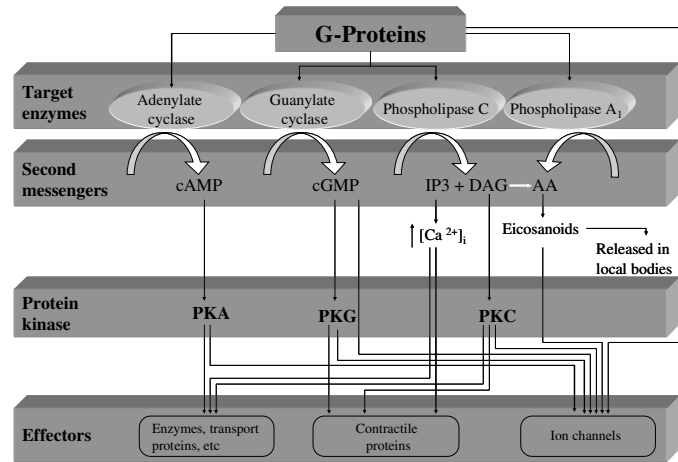 G-Proteins
Target
enzymes
Adenylate
cyclase
Guanylate
cyclase
Phospholipase C
Phospholipase A1
Second
messengers
cAMP
cGMP
IP3 + DAG
AA
[Ca 2+]i
Eicosanoids
Released in
local bodies
Protein
kinase
PKA
PKG
PKC
Effectors
Enzymes, transport
proteins, etc
Contractile
proteins
Ion channels